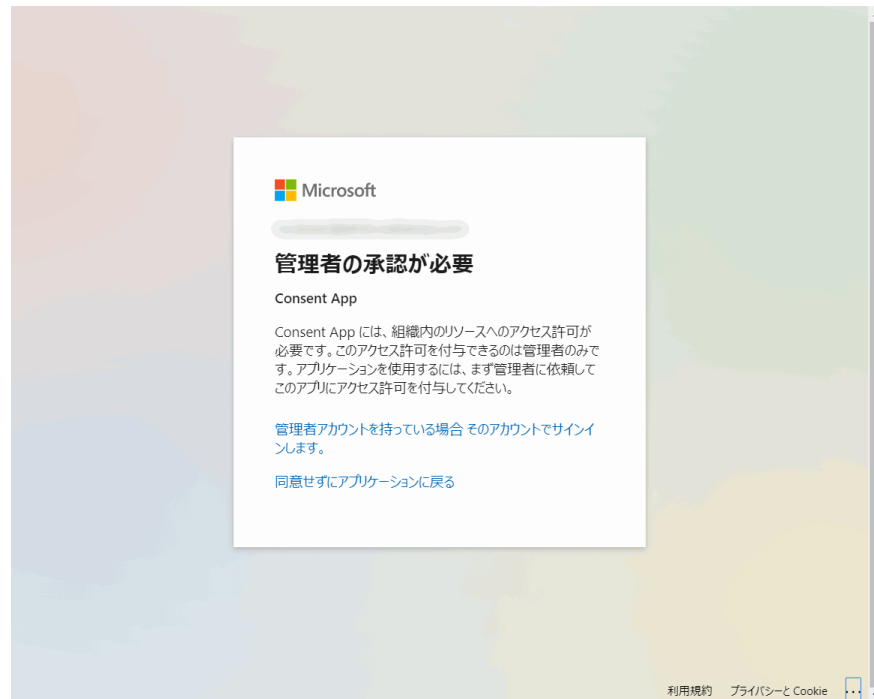 Microsoft
管理者の承認が必要
Consent App
Consent App には、組織内のリソースへのアクセス許可が
必要です。このアクセス許可を付与できるのは管理者のみで
す。アプリケーションを使用するには、まず管理者に依頼して
このアプリにアクセス許可を付与してください。
管理者アカウントを持っている場合 そのアカウントでサインイ
ンします。
同意せずにアプリケーションに戻る
利用規約 プライバシーと Cookie ...